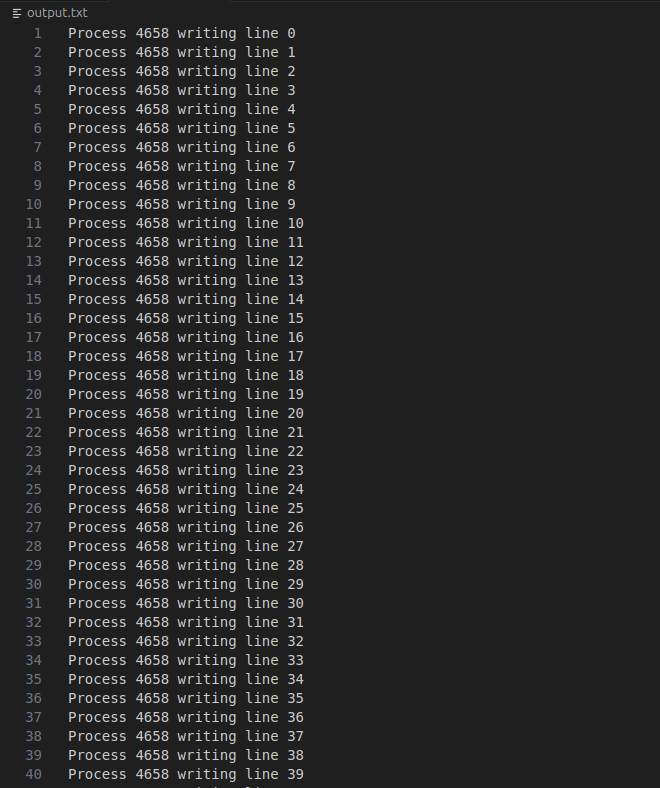 output.txt
1 Process 4658 writing line 0
2 Process 4658 writing line 1
3 Process 4658 writing line 2
4 Process 4658 writing line 3
5 Process 4658 writing line 4
6 Process 4658 writing line 5
7 Process 4658 writing line 6
8 Process 4658 writing line 7
9 Process 4658 writing line 8
10 Process 4658 writing line 9
11 Process 4658 writing line 10
12 Process 4658 writing line 11
13 Process 4658 writing line 12
14 Process 4658 writing line 13
15 Process 4658 writing line 14
16 Process 4658 writing line 15
17 Process 4658 writing line 16
18 Process 4658 writing line 17
19 Process 4658 writing line 18
20 Process 4658 writing line 19
21 Process 4658 writing line 20
22 Process 4658 writing line 21
23 Process 4658 writing line 22
24 Process 4658 writing line 23
25 Process 4658 writing line 24
26 Process 4658 writing line 25
27 Process 4658 writing line 26
28 Process 4658 writing line 27
29 Process 4658 writing line 28
30 Process 4658 writing line 29
31 Process 4658 writing line 30
32 Process 4658 writing line 31
33 Process 4658 writing line 32
34 Process 4658 writing line 33
35 Process 4658 writing line 34
36 Process 4658 writing line 35
37 Process 4658 writing line 36
38 Process 4658 writing line 37
39 Process 4658 writing line 38
40 Process 4658 writing line 39